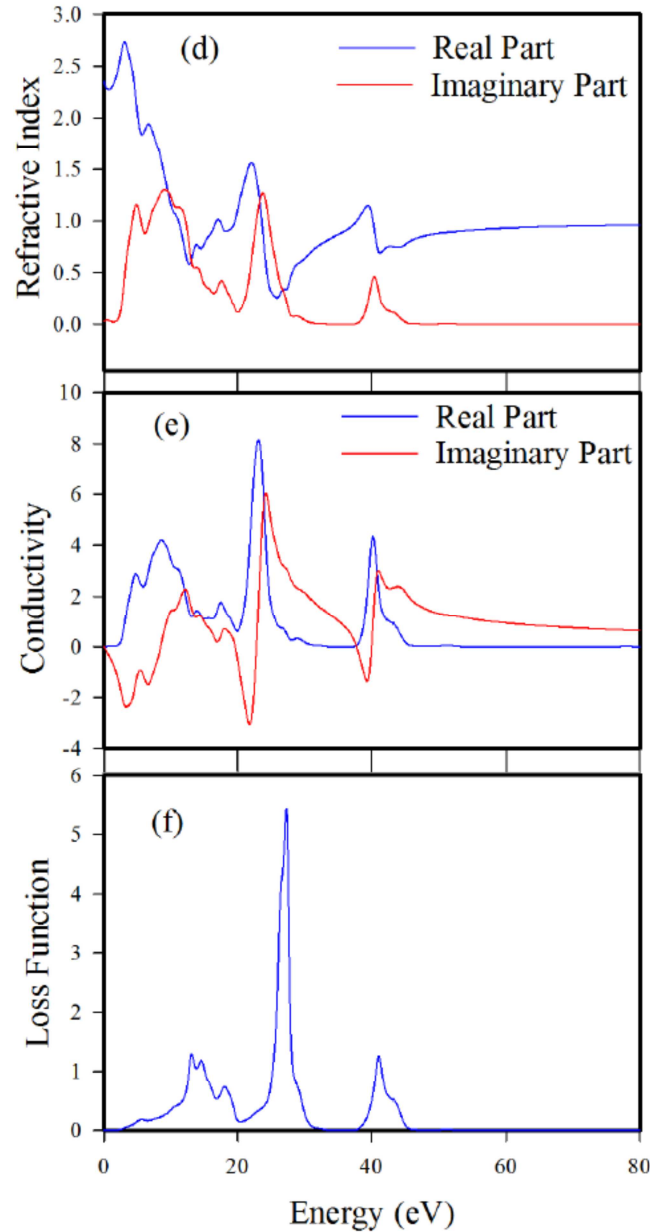 3.0
(d)
Real Part
2.5
Imaginary Part
2.0
1.5
1.0
0.5
0.0
Refractive Index
10
(e)
Real Part
8
Imaginary Part
6
4
2
0
-2
-4
Conductivity
6
(f)
5
4
3
2
1
0
Loss Function
0 20 40 60 80
Energy (eV)